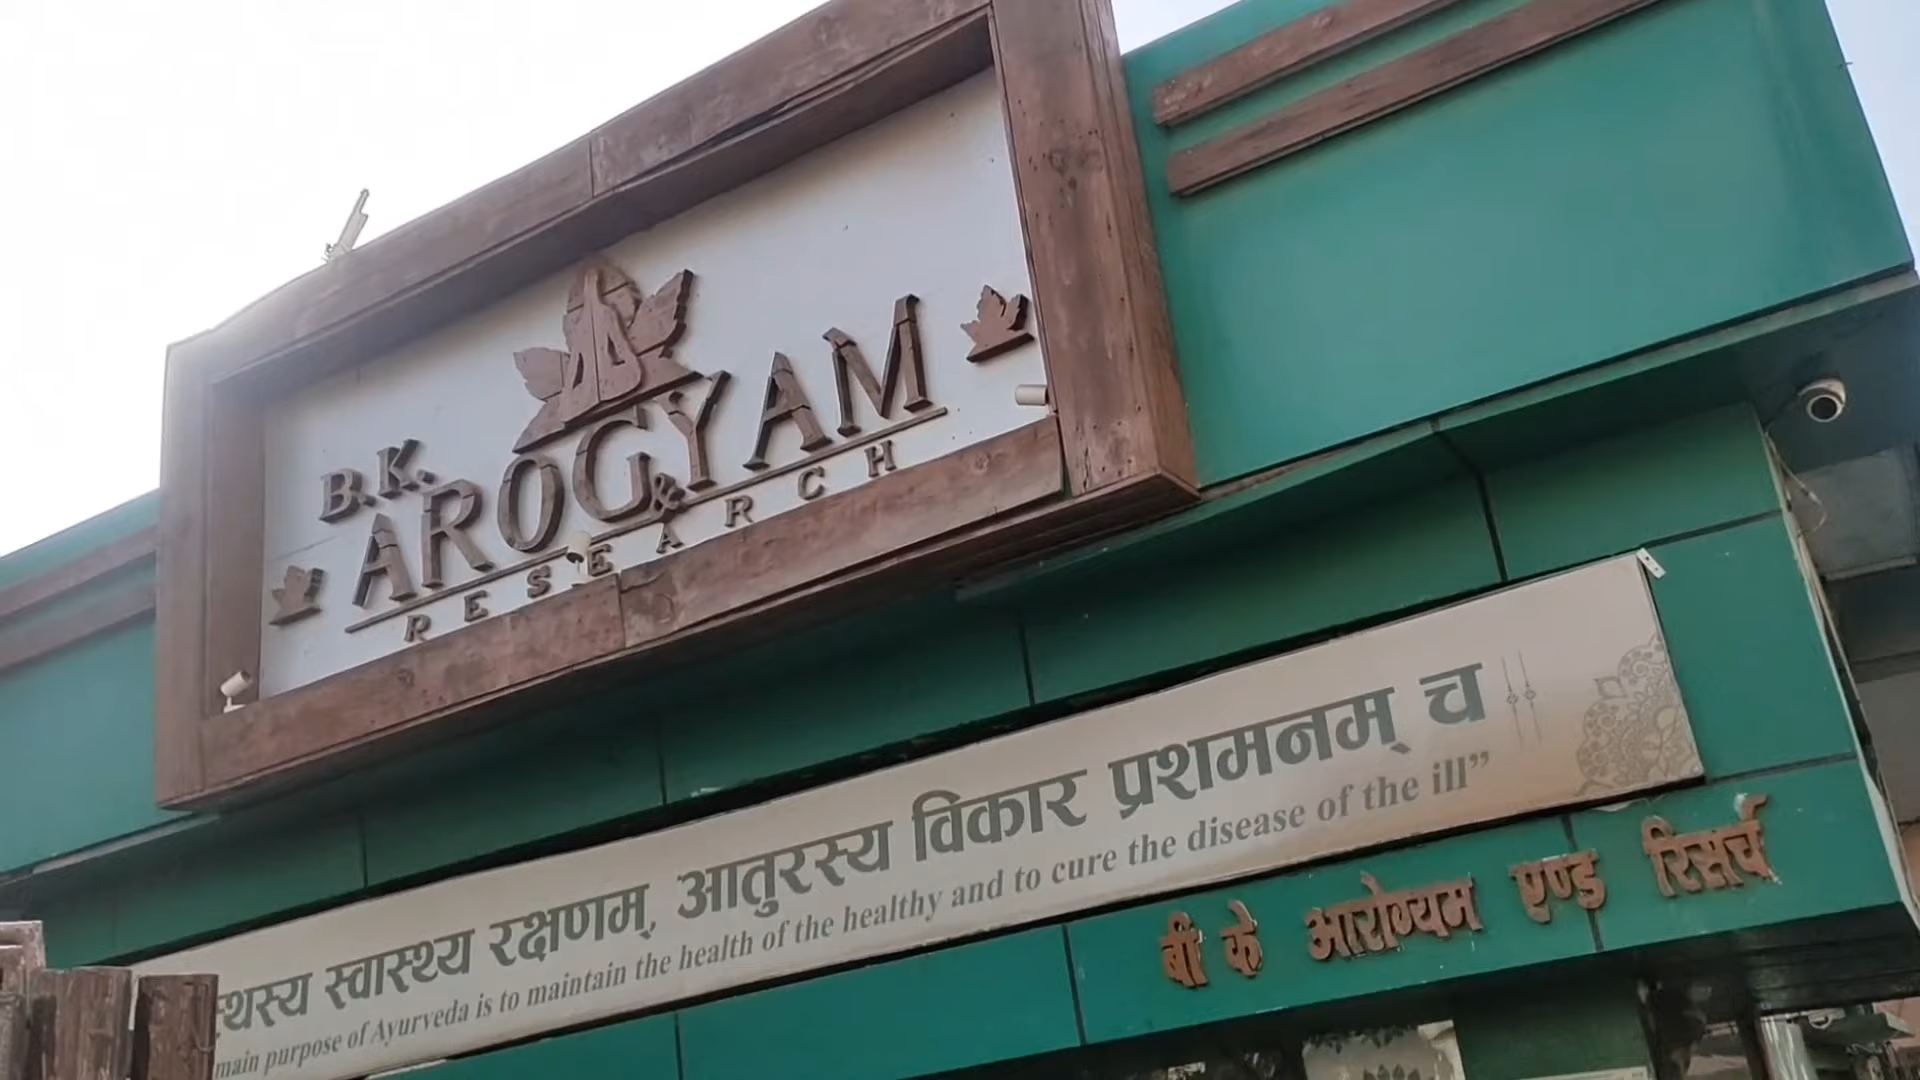 B.K.
AROGYAM
& RESEARCH
स्वास्थ्य रक्षणम्, आतुरस्य विकार प्रशमनम् च ॥
main purpose of Ayurveda is to maintain the health of the healthy and to cure the disease of the ill”
बी के आरोग्यम एण्ड रिसर्च